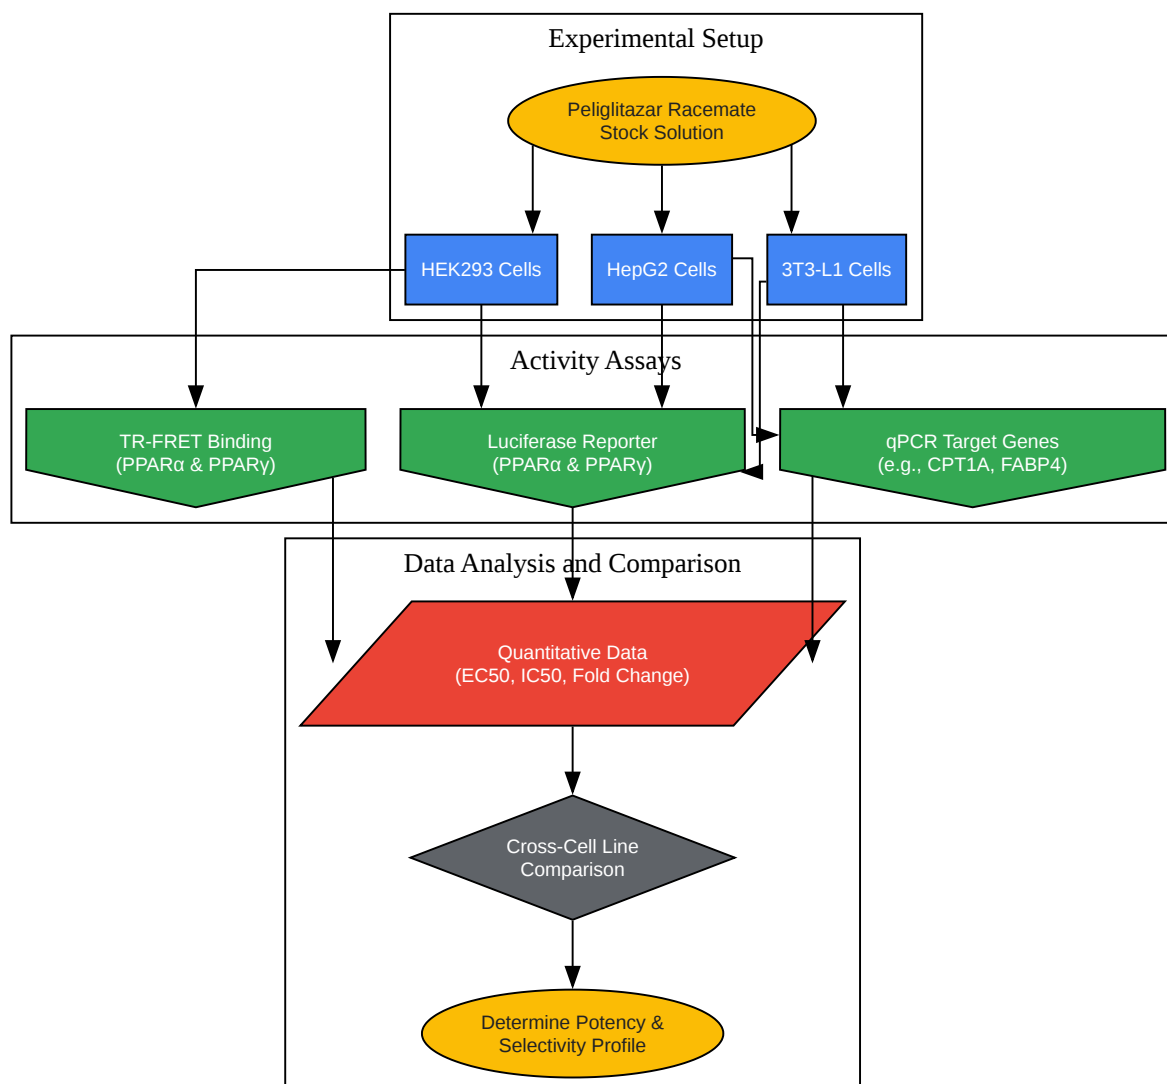 Experimental Setup
Peliglitazar Racemate
Stock Solution
HEK293 Cells
HepG2 Cells
3T3-L1 Cells
Activity Assays
TR-FRET Binding
(PPARα & PPARγ)
Luciferase Reporter
(PPARα & PPARγ)
qPCR Target Genes
(e.g., CPT1A, FABP4)
Data Analysis and Comparison
Quantitative Data
(EC50, IC50, Fold Change)
Cross-Cell Line
Comparison
Determine Potency &
Selectivity Profile